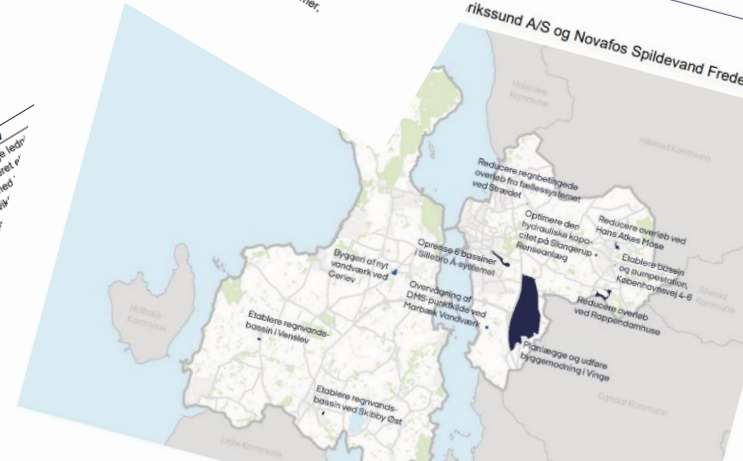 mer,
rikssund A/S og Novafos Spildevand Frede
Halsnæs
Kommune
Hillerød Kommune
Reducere regnbetingede
overløb fra fællessystemet
ved Strædet
Optimere den
hydrauliske kapa-
citet på Slangerup
Renseanlæg
Reducere overløb ved
Hans Atkes Mose
Etablere basein
og pumpestation,
Københavnsvej 4-6
Oprense 6 bassiner
i Sillebro Å-systemet
Byggeri af nyt
vandværk ved
Gerlev
Overvågning af
DMS-punktkilde ved
Marbæk Vandværk
Reducere overløb
ved Rappendamhuse
Allerød
Kommune
Holbæk
Kommune
Etablere regnvands-
bassin i Venslev
Planlægge og udføre
byggemodning i Vinge
Etablere regnvands-
bassin ved Skibby Øst
Egedal Kommune
Lejre Kommune